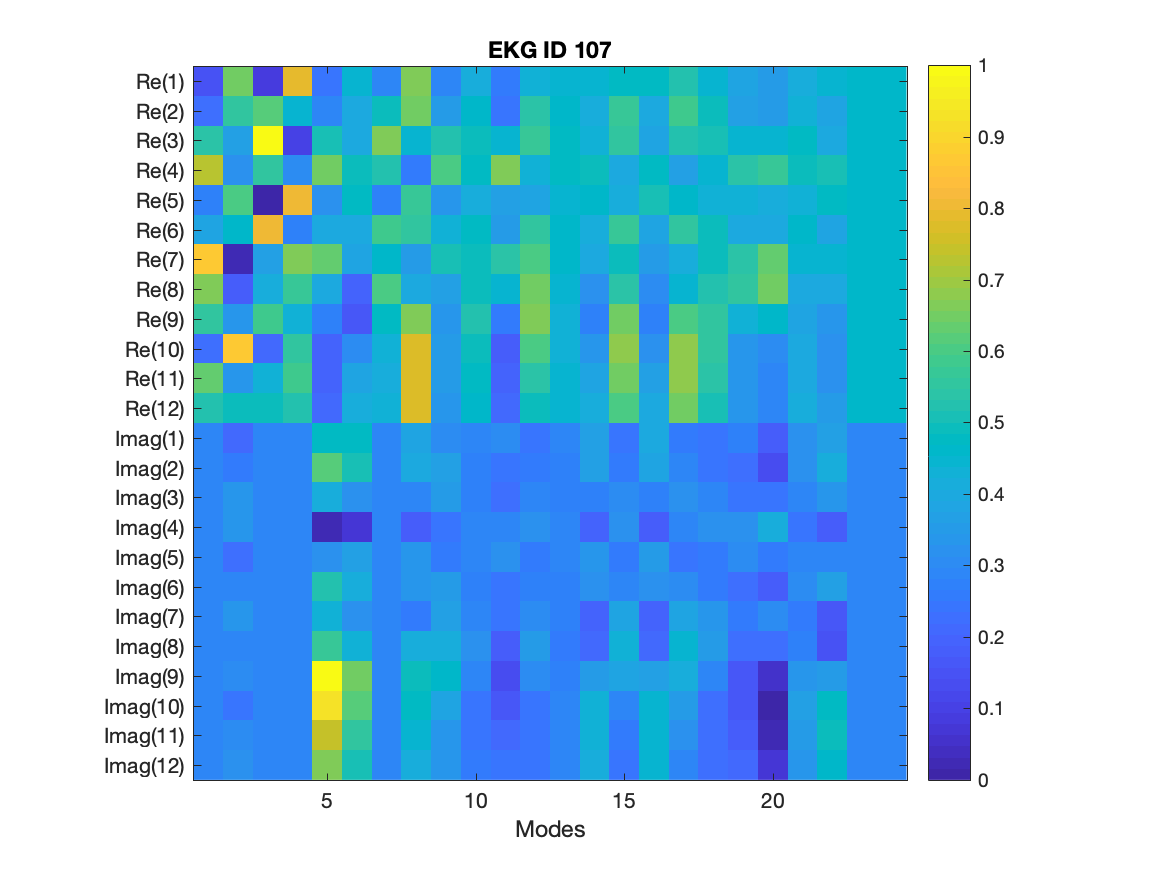 EKG ID 107
Re(1)
Re(2)
Re(3)
Re(4)
Re(5)
Re(6)
Re(7)
Re(8)
Re(9)
Re(10)
Re(11)
Re(12)
Imag(1)
Imag(2)
Imag(3)
Imag(4)
Imag(5)
Imag(6)
Imag(7)
Imag(8)
Imag(9)
Imag(10)
Imag(11)
Imag(12)
5 10 15 20
Modes
1
0.9
0.8
0.7
0.6
0.5
0.4
0.3
0.2
0.1
0